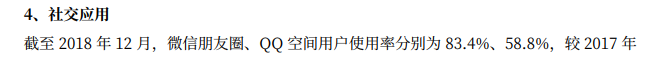 4、社交应用
截至 2018 年 12 月，微信朋友圈、QQ 空间用户使用率分别为 83.4%、58.8%，较 2017 年